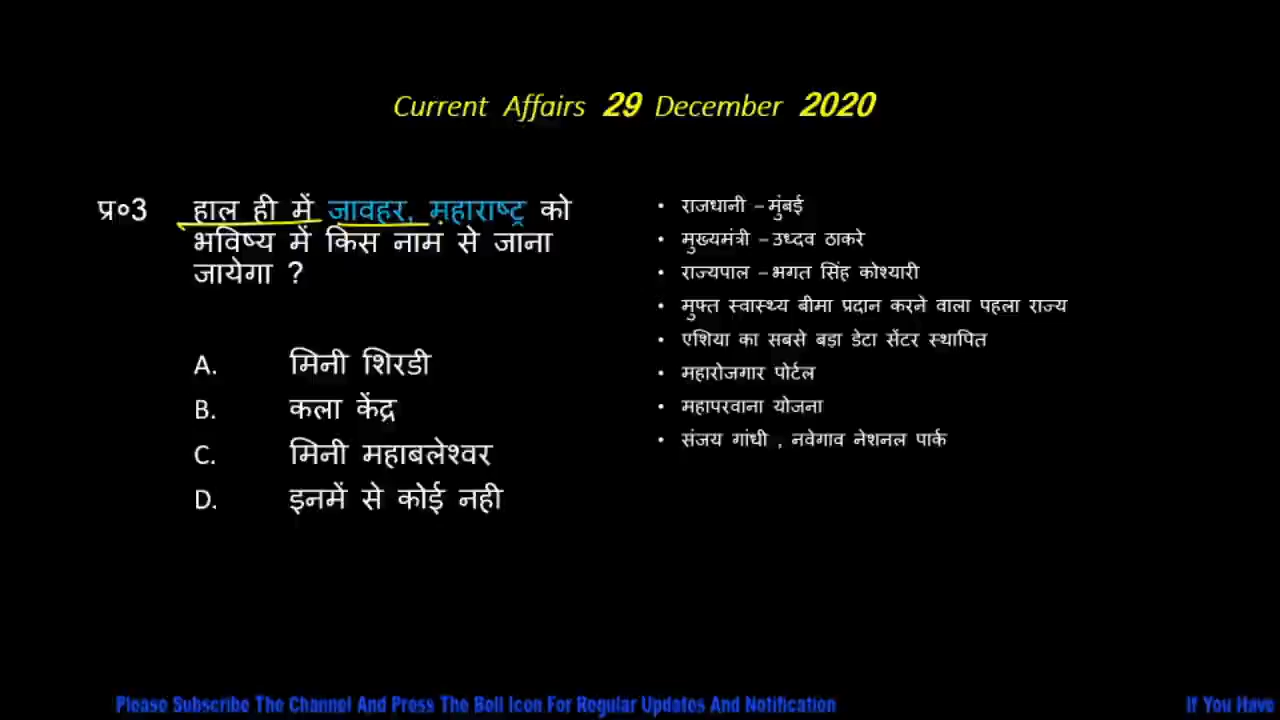 Current Affairs 29 December 2020
प्र०3 हाल ही में जावहर, महाराष्ट्र को
भविष्य में किस नाम से जाना
जायेगा ?
A. मिनी शिरडी
B. कला केंद्र
C. मिनी महाबलेश्वर
D. इनमें से कोई नही
• राजधानी – मुंबई
• मुख्यमंत्री – उध्दव ठाकरे
• राज्यपाल – भगत सिंह कोश्यारी
• मुफ्त स्वास्थ्य बीमा प्रदान करने वाला पहला राज्य
• एशिया का सबसे बड़ा डेटा सेंटर स्थापित
• महारोजगार पोर्टल
• महापरवाना योजना
• संजय गांधी , नवेगाव नेशनल पार्क
Please Subscribe The Channel And Press The Bell Icon For Regular Updates And Notification If You Have